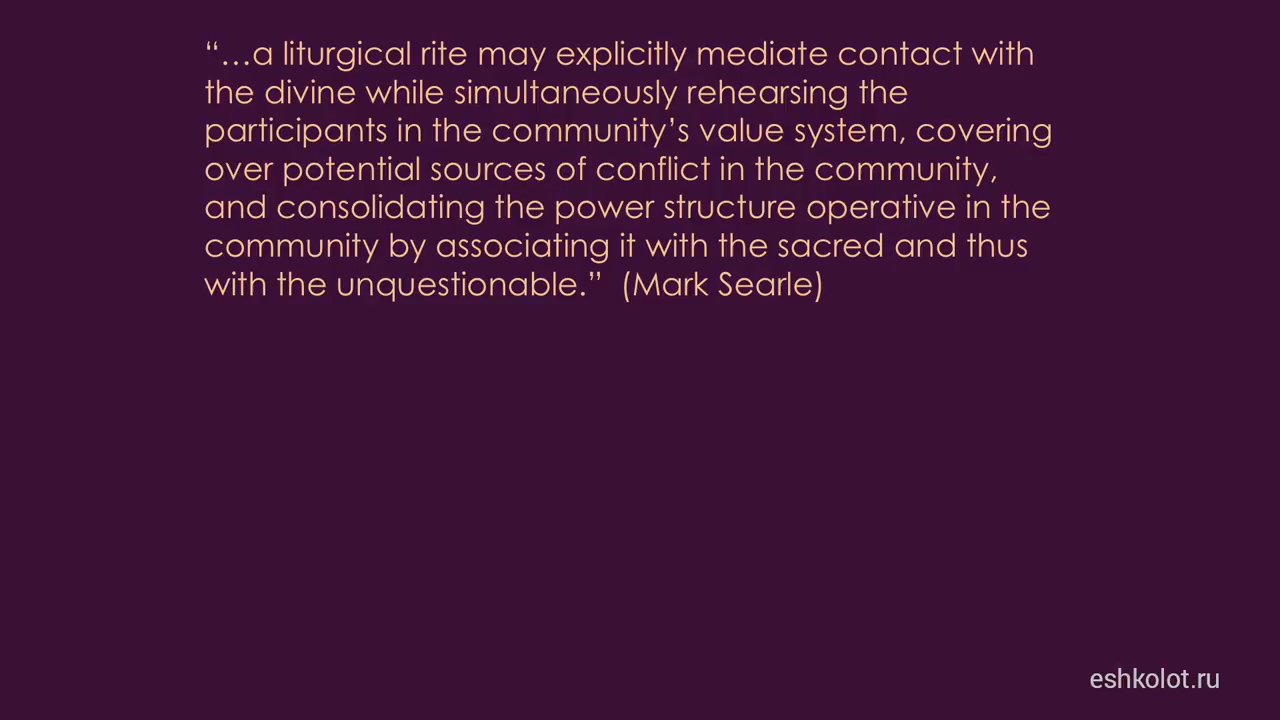 “…a liturgical rite may explicitly mediate contact with
the divine while simultaneously rehearsing the
participants in the community’s value system, covering
over potential sources of conflict in the community,
and consolidating the power structure operative in the
community by associating it with the sacred and thus
with the unquestionable.” (Mark Searle)
eshkolot.ru